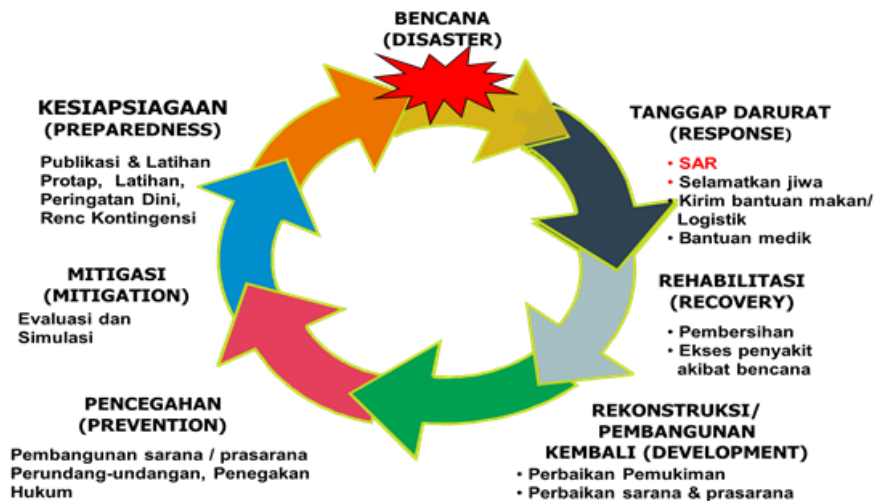 BENCANA
(DISASTER)
TANGGAP DARURAT
(RESPONSE)
• SAR
• Selamatkan jiwa
• Kirim bantuan makan/
Logistik
• Bantuan medik
REHABILITASI
(RECOVERY)
• Pembersihan
• Ekses penyakit
akibat bencana
REKONSTRUKSI/
PEMBANGUNAN
KEMBALI (DEVELOPMENT)
• Perbaikan Pemukiman
• Perbaikan sarana & prasarana
PENCEGAHAN
(PREVENTION)
Pembangunan sarana / prasarana
Perundang-undangan, Penegakan
Hukum
MITIGASI
(MITIGATION)
Evaluasi dan
Simulasi
KESIAPSIAGAAN
(PREPAREDNESS)
Publikasi & Latihan
Protap, Latihan,
Peringatan Dini,
Renc Kontingensi